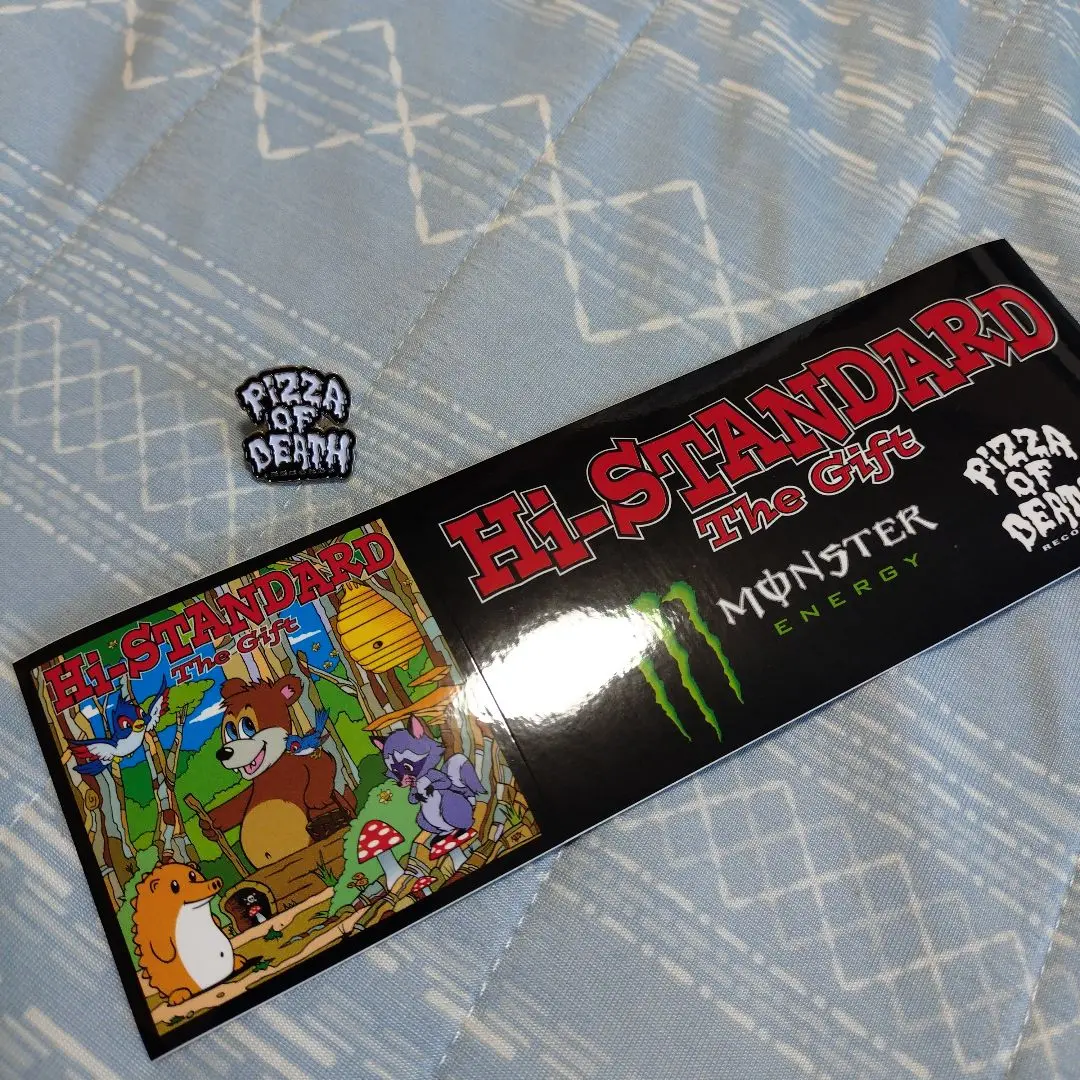 PiZZA
OF
DEATH
Hi-STANDARD
The Gift
Hi-STANDARD
The Gift
MONSTER
ENERGY
PiZZA
OF
DEATH